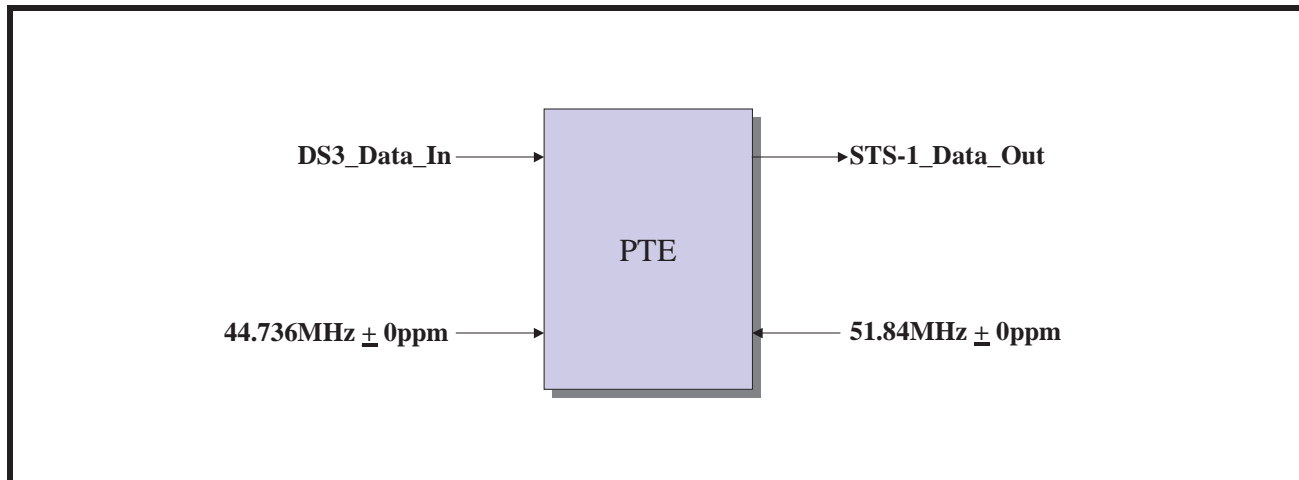 DS3_Data_In
STS-1_Data_Out
PTE
44.736MHz ± 0ppm
51.84MHz ± 0ppm